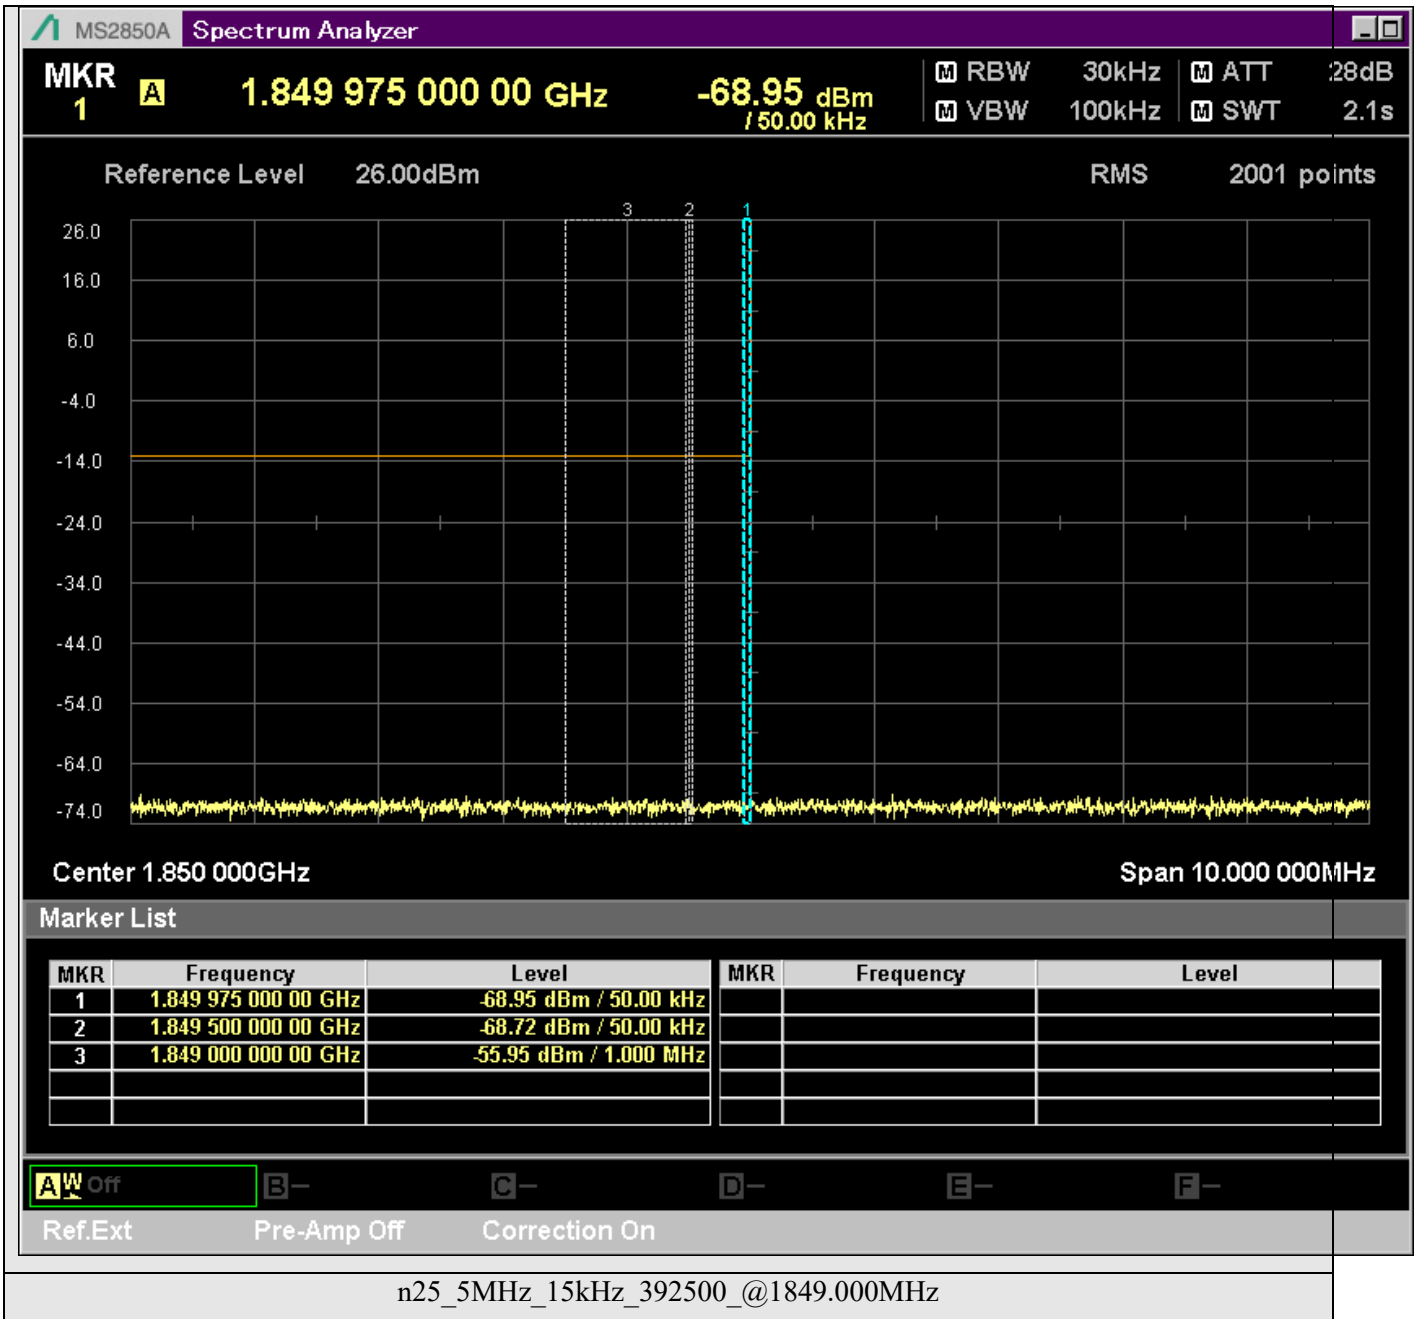 MS2850A Spectrum Analyzer
MKR 1 A 1.849 975 000 00 GHz -68.95 dBm / 50.00 kHz
M RBW 30kHz M ATT 28dB
M VBW 100kHz M SWT 2.1s
Reference Level 26.00dBm RMS 2001 points
3 2 1
26.0
16.0
6.0
-4.0
-14.0
-24.0
-34.0
-44.0
-54.0
-64.0
-74.0
Center 1.850 000GHz Span 10.000 000MHz
Marker List
MKR Frequency Level MKR Frequency Level
1 1.849 975 000 00 GHz -68.95 dBm / 50.00 kHz
2 1.849 500 000 00 GHz -68.72 dBm / 50.00 kHz
3 1.849 000 000 00 GHz -55.95 dBm / 1.000 MHz
A W Off B - C - D - E - F -
Ref.Ext Pre-Amp Off Correction On
n25_5MHz_15kHz_392500_@1849.000MHz